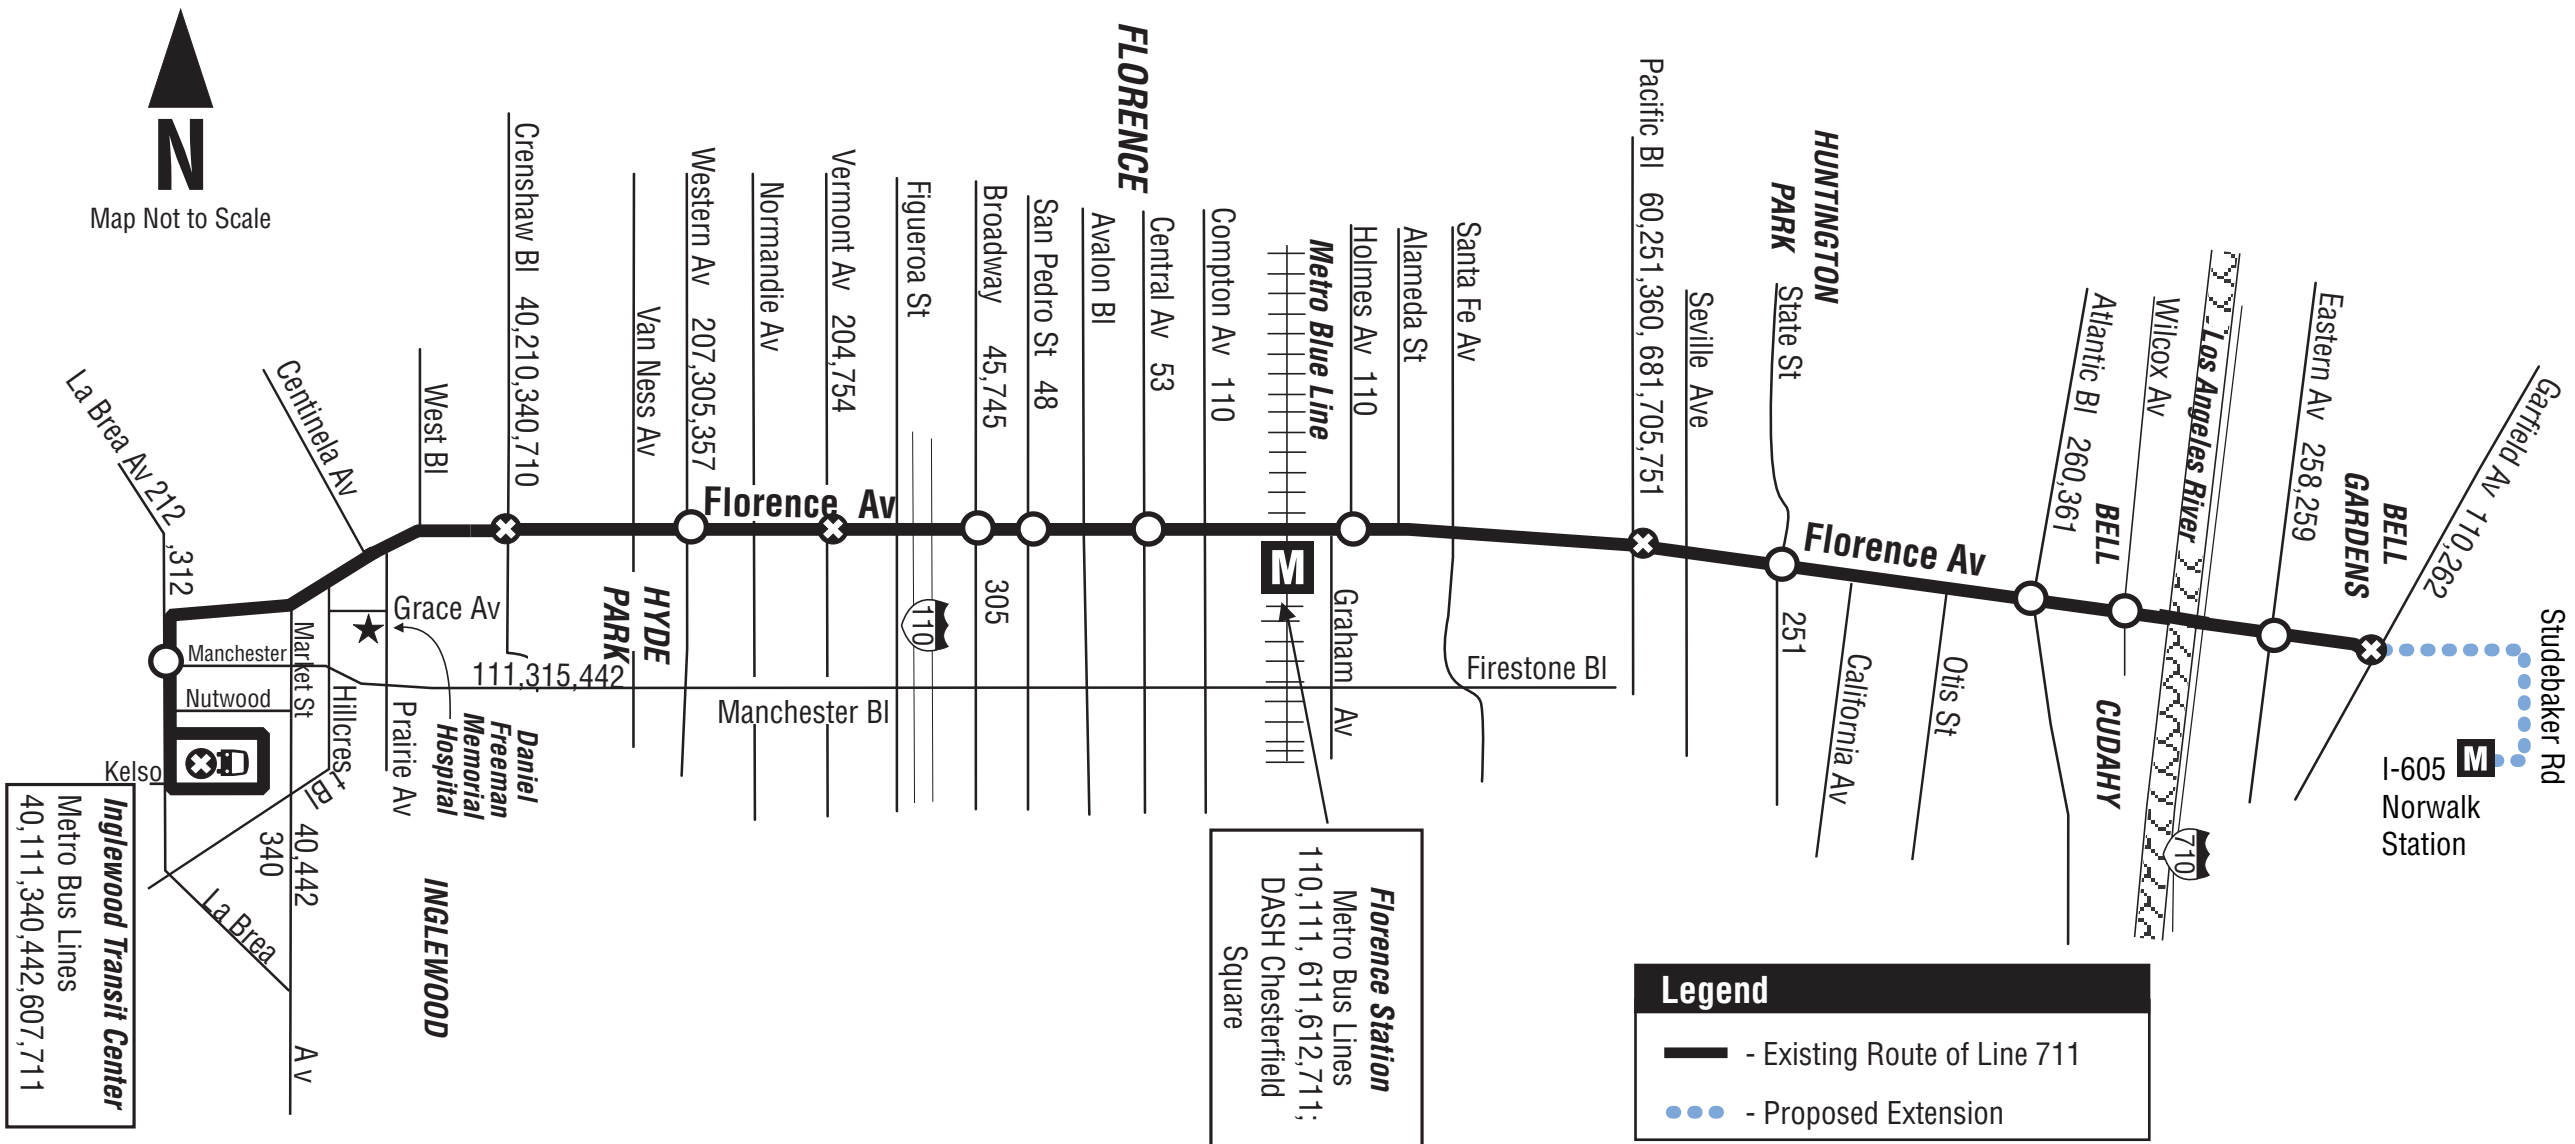 N
Map Not to Scale
La Brea Av 212
,312
Centinela Av
West Bl
Crenshaw Bl 40,210,340,710
Van Ness Av
Western Av 207,305,357
Normandie Av
Vermont Av 204,754
Figueroa St
Broadway 45,745
305
San Pedro St 48
Avalon Bl
FLORENCE
Central Av 53
Compton Av 110
Metro Blue Line
Holmes Av 110
Alameda St
Santa Fe Av
Pacific Bl 60,251,360, 681,705,751
Seville Ave
HUNTINGTON
PARK
State St
251
Atlantic Bl 260,361
BELL
Wilcox Av
Los Angeles River
Eastern Av 258,259
BELL
GARDENS
Garfield Av 110,262
Florence Av
Florence Av
M
110
HYDE
PARK
Grace Av
Manchester
Nutwood
Kelso
Market St
Hillcrest Bl
Prairie Av
Daniel
Freeman
Memorial
Hospital
111,315,442
Manchester Bl
Firestone Bl
Graham Av
California Av
Otis St
CUDAHY
710
Studebaker Rd
M
I-605
Norwalk
Station
40,442
340
La Brea
Av
INGLEWOOD
Inglewood Transit Center
Metro Bus Lines
40,111,340,442,607,711
Florence Station
Metro Bus Lines
110,111, 611,612,711;
DASH Chesterfield
Square
Legend
- Existing Route of Line 711
- Proposed Extension